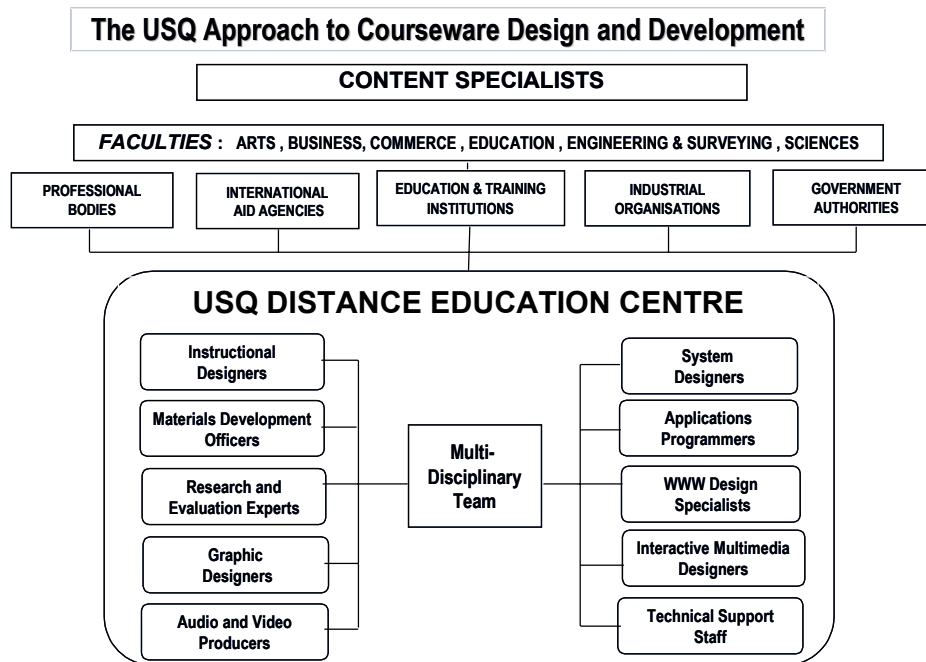 The USQ Approach to Courseware Design and Development
CONTENT SPECIALISTS
FACULTIES : ARTS , BUSINESS, COMMERCE , EDUCATION , ENGINEERING & SURVEYING , SCIENCES
PROFESSIONAL
BODIES
INTERNATIONAL
AID AGENCIES
EDUCATION & TRAINING
INSTITUTIONS
INDUSTRIAL
ORGANISATIONS
GOVERNMENT
AUTHORITIES
USQ DISTANCE EDUCATION CENTRE
Instructional
Designers
Materials Development
Officers
Research and
Evaluation Experts
Graphic
Designers
Audio and Video
Producers
Multi-
Disciplinary
Team
System
Designers
Applications
Programmers
WWW Design
Specialists
Interactive Multimedia
Designers
Technical Support
Staff